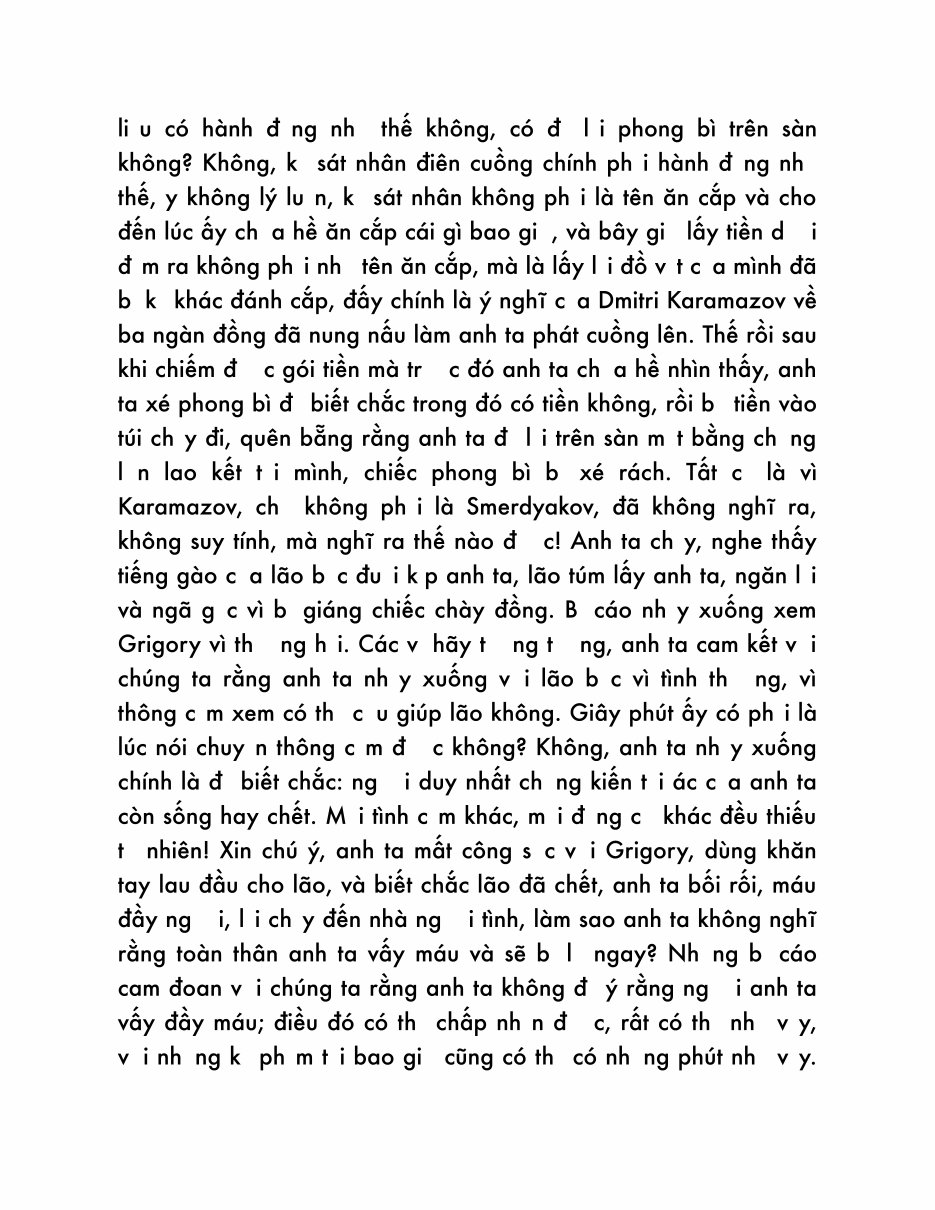 li u có hành đ ng nh  thế không, có đ  l i phong bì trên sàn
không? Không, k  sát nhân điên cuồng chính ph i hành đ ng nh
thế, y không lý lu n, k  sát nhân không ph i là tên ăn cắp và cho
đến lúc ấy ch a hề ăn cắp cái gì bao gi , và bây gi  lấy tiền d  i
đ m ra không ph i nh  tên ăn cắp, mà là lấy l i đồ v t c a mình đã
b  k  khác đánh cắp, đấy chính là ý nghĩ c a Dmitri Karamazov về
ba ngàn đồng đã nung nấu làm anh ta phát cuồng lên. Thế rồi sau
khi chiếm đ  c gói tiền mà tr  c đó anh ta ch a hề nhìn thấy, anh
ta xé phong bì đ  biết chắc trong đó có tiền không, rồi b  tiền vào
túi ch y đi, quên bẵng rằng anh ta đ  l i trên sàn m t bằng ch ng
l n lao kết t i mình, chiếc phong bì b  xé rách. Tất c  là vì
Karamazov, ch  không ph i là Smerdyakov, đã không nghĩ ra,
không suy tính, mà nghĩ ra thế nào đ  c! Anh ta ch y, nghe thấy
tiếng gào c a lão b c đu i k p anh ta, lão túm lấy anh ta, ngăn l i
và ngã g c vì b  giáng chiếc chày đồng. B  cáo nh y xuống xem
Grigory vì th  ng h i. Các v  hãy t  ng t  ng, anh ta cam kết v i
chúng ta rằng anh ta nh y xuống v i lão b c vì tình th  ng, vì
thông c m xem có th  c u giúp lão không. Giây phút ấy có ph i là
lúc nói chuy n thông c m đ  c không? Không, anh ta nh y xuống
chính là đ  biết chắc: ng  i duy nhất ch ng kiến t i ác c a anh ta
còn sống hay chết. M i tình c m khác, m i đ ng c  khác đều thiếu
t  nhiên! Xin chú ý, anh ta mất công s c v i Grigory, dùng khăn
tay lau đầu cho lão, và biết chắc lão đã chết, anh ta bối rối, máu
đầy ng  i, l i ch y đến nhà ng  i tình, làm sao anh ta không nghĩ
rằng toàn thân anh ta vấy máu và sẽ b  l  ngay? Nh ng b  cáo
cam đoan v i chúng ta rằng anh ta không đ  ý rằng ng  i anh ta
vấy đầy máu; điều đó có th  chấp nh n đ  c, rất có th  nh  v y,
v i nh ng k  ph m t i bao gi  cũng có th  có nh ng phút nh  v y.